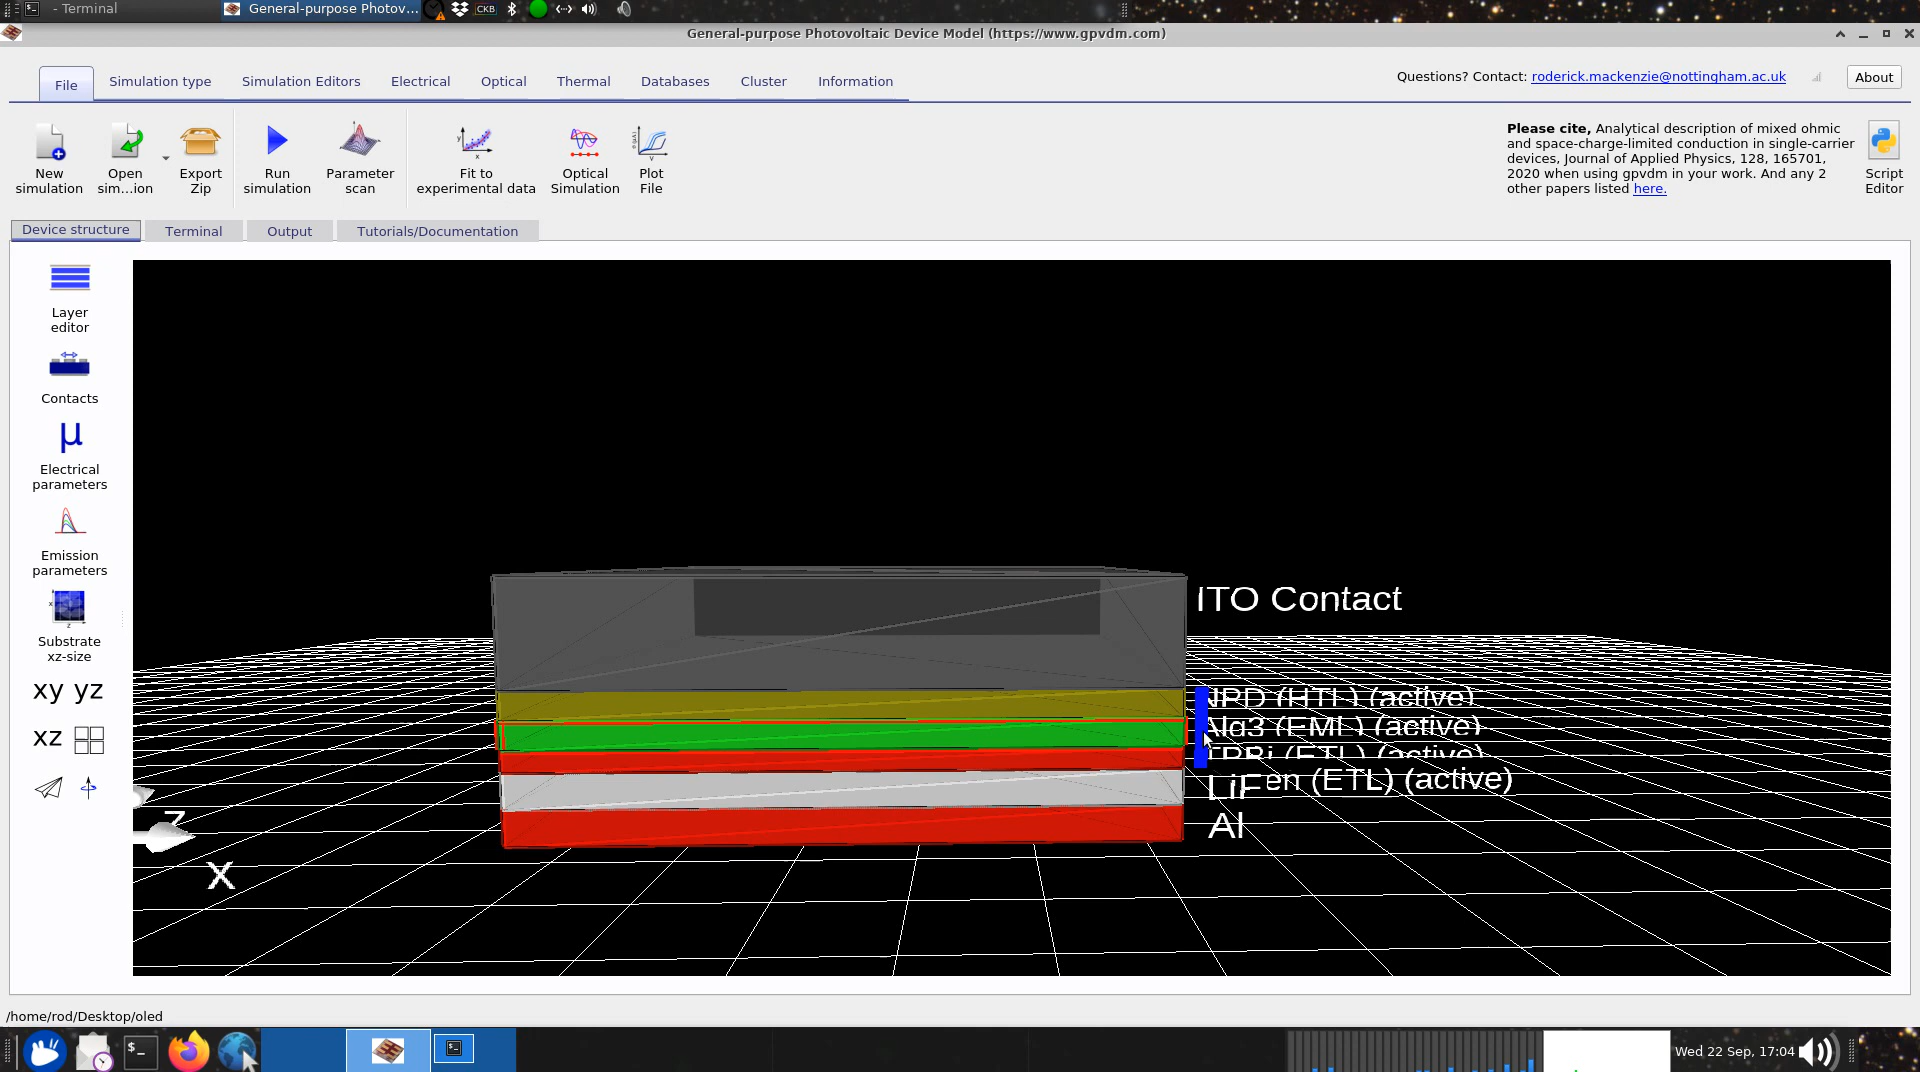 - Terminal
General-purpose Photov...
CKB
General-purpose Photovoltaic Device Model (https://www.gpvdm.com)
File
Simulation type
Simulation Editors
Electrical
Optical
Thermal
Databases
Cluster
Information
Questions? Contact: roderick.mackenzie@nottingham.ac.uk
About
New
simulation
Open
sim...ion
Export
Zip
Run
simulation
Parameter
scan
Fit to
experimental data
Optical
Simulation
Plot
File
Please cite, Analytical description of mixed ohmic
and space-charge-limited conduction in single-carrier
devices, Journal of Applied Physics, 128, 165701,
2020 when using gpvdm in your work. And any 2
other papers listed here.
Script
Editor
Device structure
Terminal
Output
Tutorials/Documentation
Layer
editor
Contacts
μ
Electrical
parameters
Emission
parameters
Substrate
xz-size
xy yz
xz
ITO Contact
NPD (HTL) (active)
Alq3 (EML) (active)
TPBi (ETL) (active)
en (ETL) (active)
LiF
Al
Z
X
/home/rod/Desktop/oled
Wed 22 Sep, 17:04